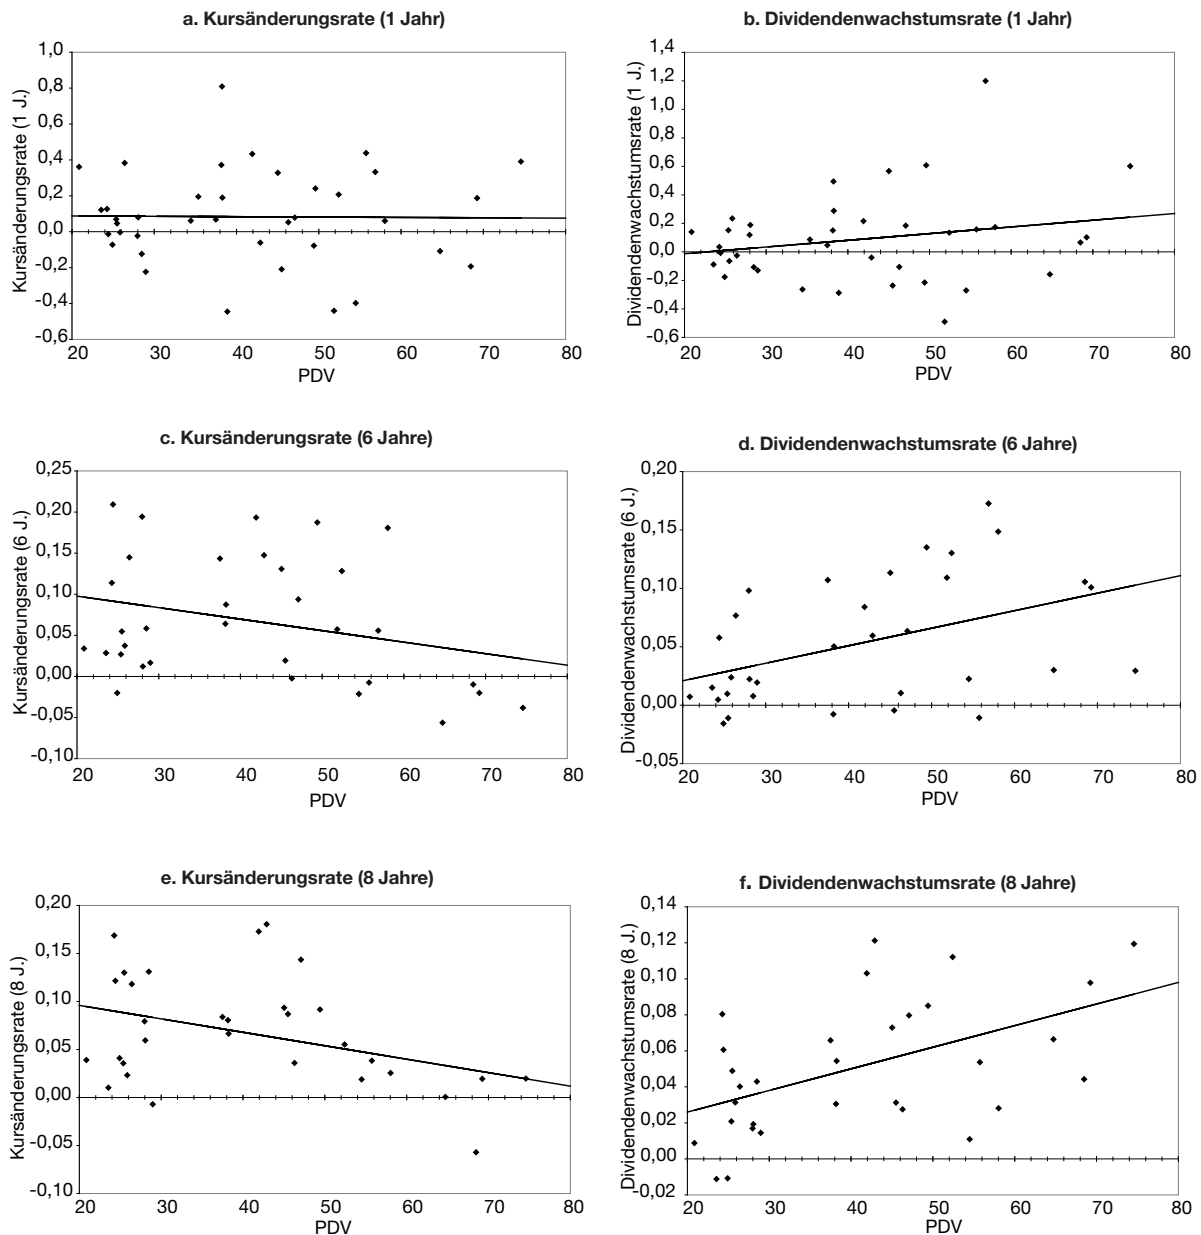 a. Kursänderungsrate (1 Jahr)
Kursänderungsrate (1 J.)
1,0
0,8
0,6
0,4
0,2
0,0
-0,2
-0,4
-0,6
20 30 40 50 60 70 80
PDV
b. Dividendenwachstumsrate (1 Jahr)
Dividendenwachstumsrate (1 J.)
1,4
1,2
1,0
0,8
0,6
0,4
0,2
0,0
-0,2
-0,4
-0,6
20 30 40 50 60 70 80
PDV
c. Kursänderungsrate (6 Jahre)
Kursänderungsrate (6 J.)
0,25
0,20
0,15
0,10
0,05
0,00
-0,05
-0,10
20 30 40 50 60 70 80
PDV
d. Dividendenwachstumsrate (6 Jahre)
Dividendenwachstumsrate (6 J.)
0,20
0,15
0,10
0,05
0,00
-0,05
20 30 40 50 60 70 80
PDV
e. Kursänderungsrate (8 Jahre)
Kursänderungsrate (8 J.)
0,20
0,15
0,10
0,05
0,00
-0,05
-0,10
20 30 40 50 60 70 80
PDV
f. Dividendenwachstumsrate (8 Jahre)
Dividendenwachstumsrate (8 J.)
0,14
0,12
0,10
0,08
0,06
0,04
0,02
0,00
-0,02
20 30 40 50 60 70 80
PDV